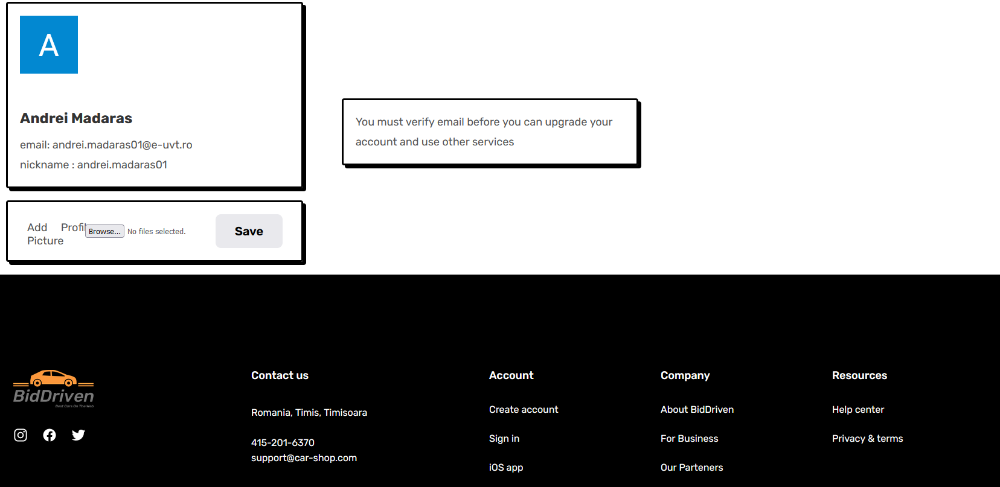 A
Andrei Madaras
email: andrei.madaras01@e-uvt.ro
nickname : andrei.madaras01
You must verify email before you can upgrade your
account and use other services
Add Profil
Picture
Browse... No files selected.
Save
BidDriven
Best Cars On The Web
Contact us
Romania, Timis, Timisoara
415-201-6370
support@car-shop.com
Account
Create account
Sign in
iOS app
Company
About BidDriven
For Business
Our Parteners
Resources
Help center
Privacy & terms